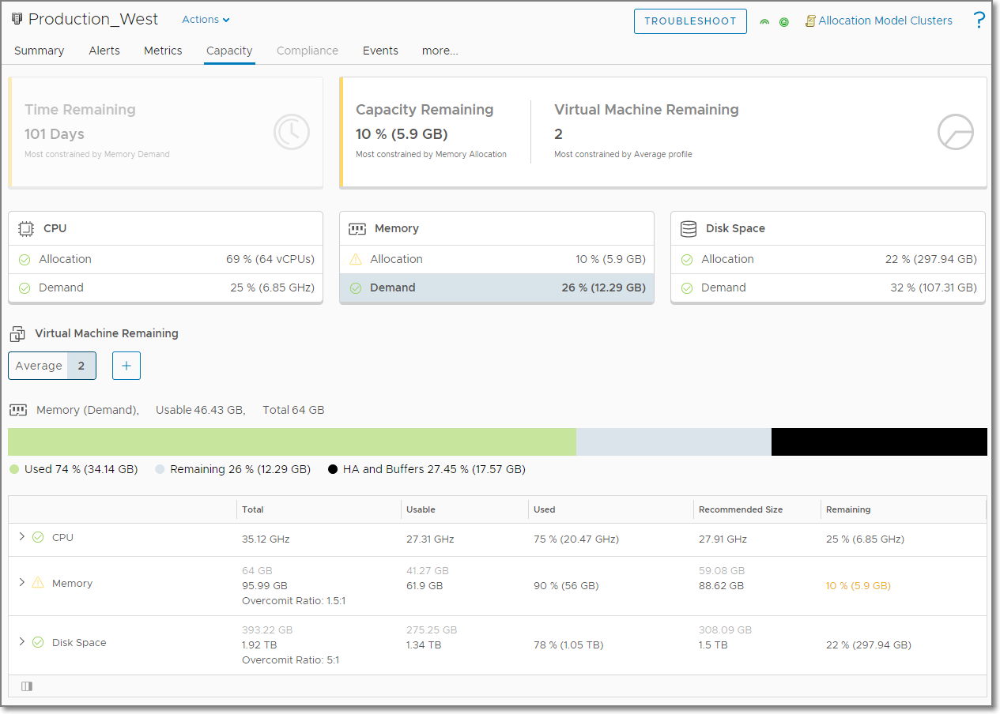 Production_West Actions TROUBLESHOOT Allocation Model Clusters ?
Summary Alerts Metrics Capacity Compliance Events more...
Time Remaining
101 Days
Most constrained by Memory Demand
Capacity Remaining
10 % (5.9 GB)
Most constrained by Memory Allocation
Virtual Machine Remaining
2
Most constrained by Average profile
CPU
Allocation 69 % (64 vCPUs)
Demand 25 % (6.85 GHz)
Memory
Allocation 10 % (5.9 GB)
Demand 26 % (12.29 GB)
Disk Space
Allocation 22 % (297.94 GB)
Demand 32 % (107.31 GB)
Virtual Machine Remaining
Average 2 +
Memory (Demand), Usable 46.43 GB, Total 64 GB
Used 74 % (34.14 GB) Remaining 26 % (12.29 GB) HA and Buffers 27.45 % (17.57 GB)
Total Usable Used Recommended Size Remaining
CPU 35.12 GHz 27.31 GHz 75 % (20.47 GHz) 27.91 GHz 25 % (6.85 GHz)
64 GB 41.27 GB 59.08 GB
Memory 95.99 GB 61.9 GB 90 % (56 GB) 88.62 GB 10 % (5.9 GB)
Overcomit Ratio: 1.5:1
393.22 GB 275.25 GB 308.09 GB
Disk Space 1.92 TB 1.34 TB 78 % (1.05 TB) 1.5 TB 22 % (297.94 GB)
Overcomit Ratio: 5:1